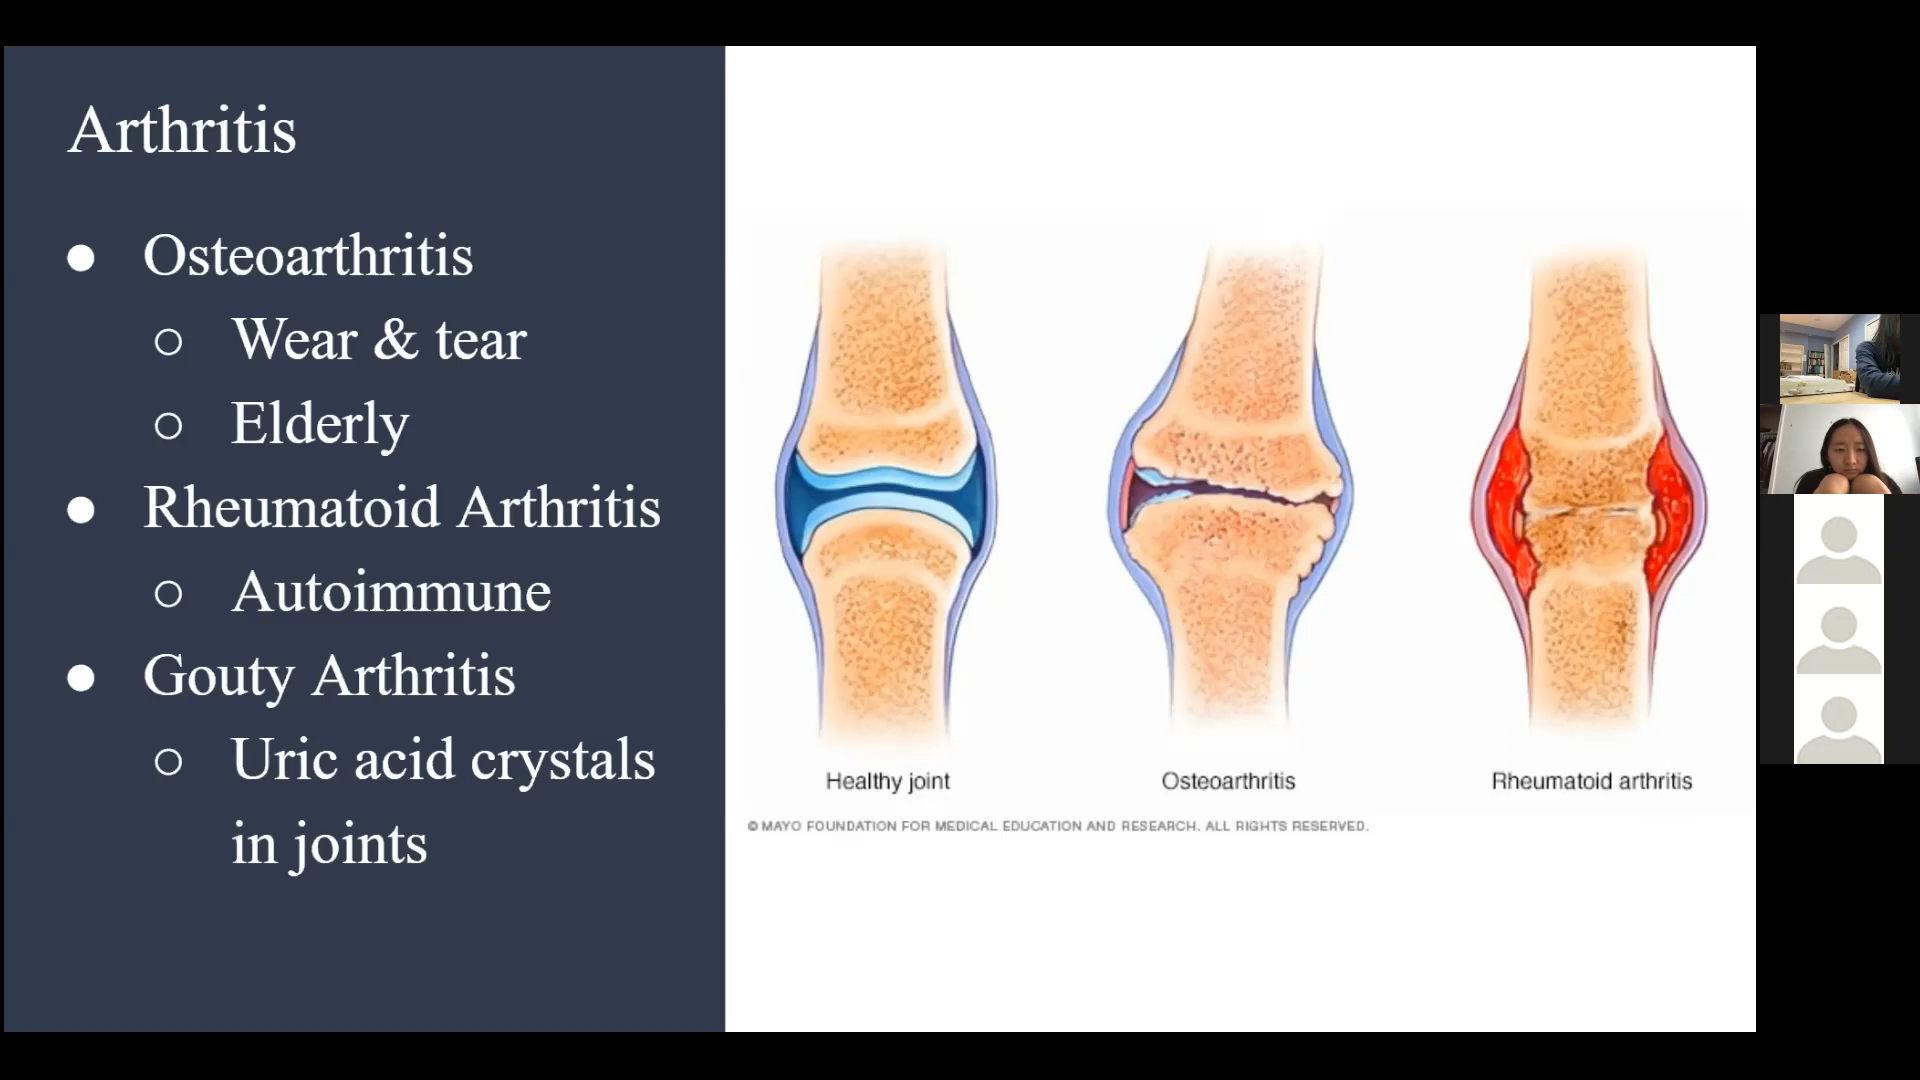 Arthritis
Osteoarthritis
Wear & tear
Elderly
Rheumatoid Arthritis
Autoimmune
Gouty Arthritis
Uric acid crystals
in joints
Healthy joint
Osteoarthritis
Rheumatoid arthritis
© MAYO FOUNDATION FOR MEDICAL EDUCATION AND RESEARCH. ALL RIGHTS RESERVED.